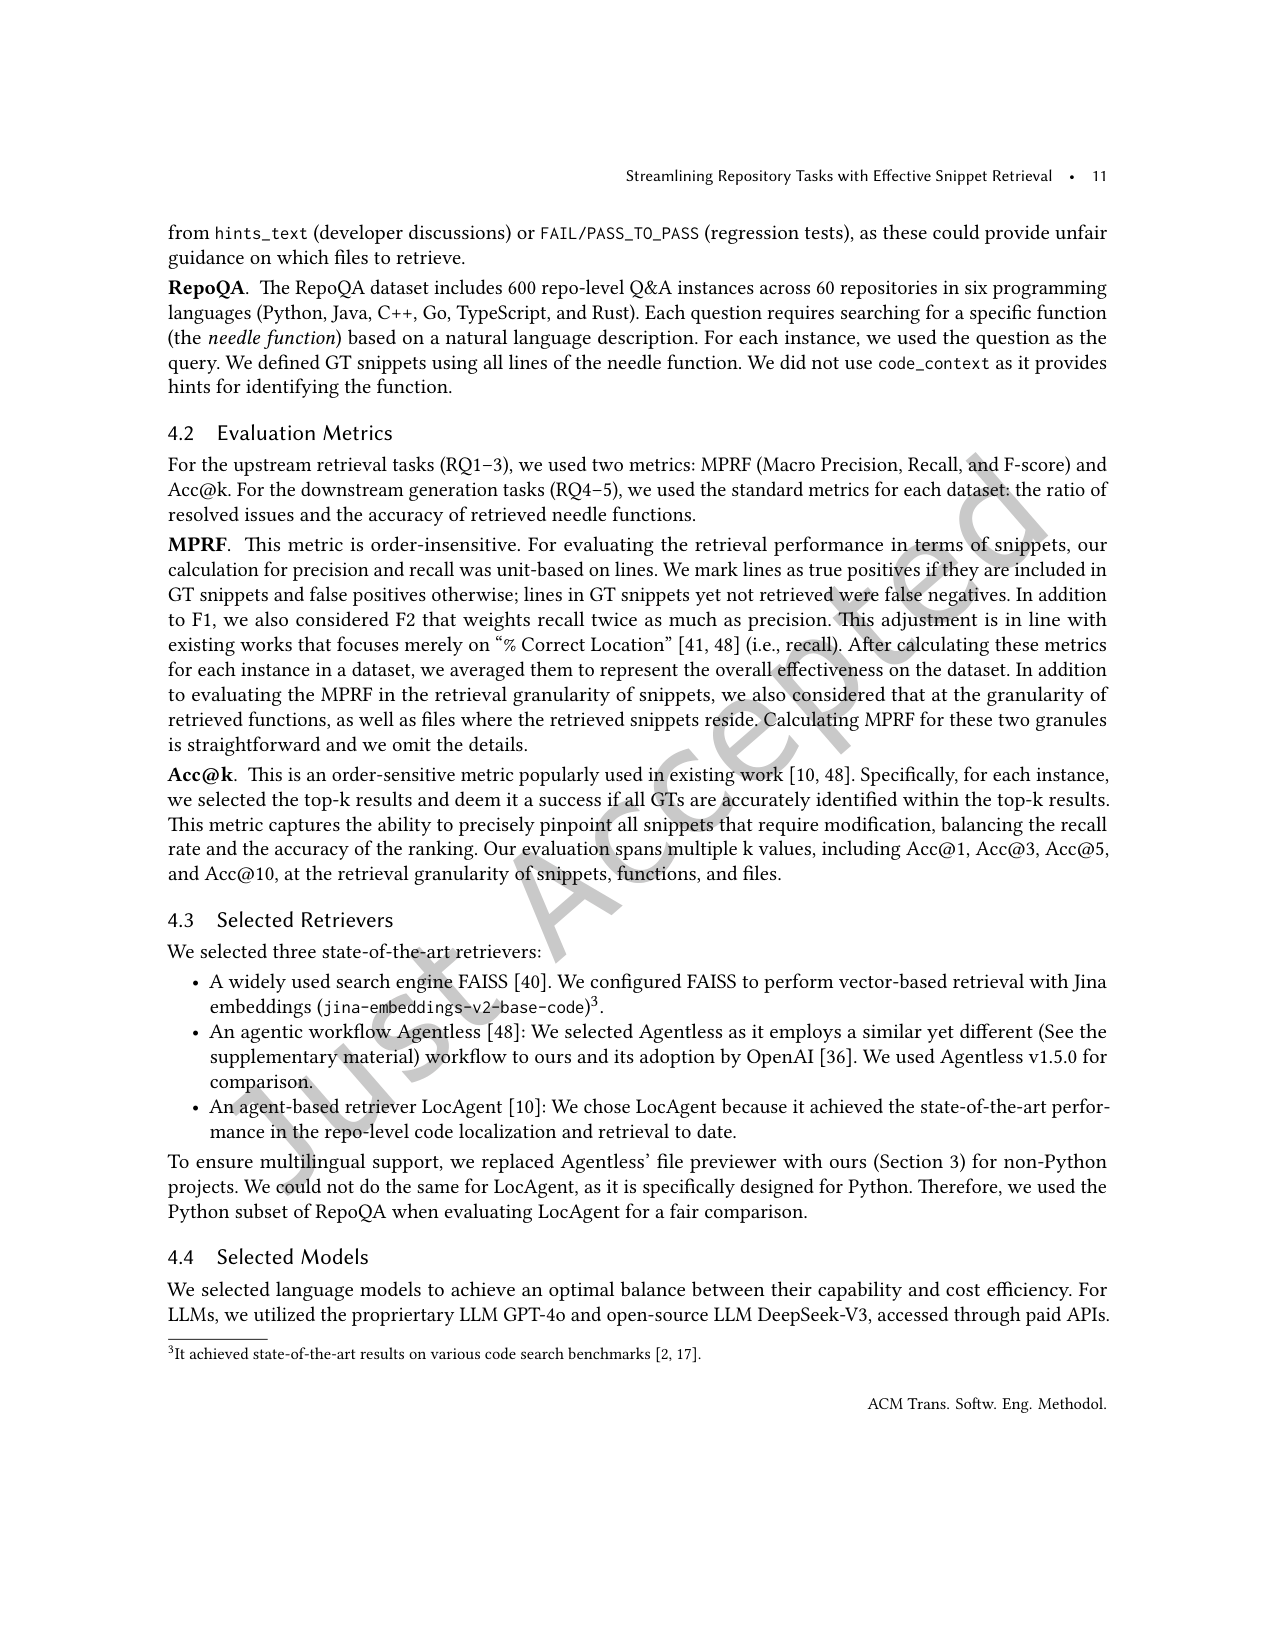 Streamlining Repository Tasks with Effective Snippet Retrieval • 11
from hints_text (developer discussions) or FAIL/PASS_TO_PASS (regression tests), as these could provide unfair
guidance on which files to retrieve.
RepoQA. The RepoQA dataset includes 600 repo-level Q&A instances across 60 repositories in six programming
languages (Python, Java, C++, Go, TypeScript, and Rust). Each question requires searching for a specific function
(the needle function) based on a natural language description. For each instance, we used the question as the
query. We defined GT snippets using all lines of the needle function. We did not use code_context as it provides
hints for identifying the function.
4.2 Evaluation Metrics
For the upstream retrieval tasks (RQ1–3), we used two metrics: MPRF (Macro Precision, Recall, and F-score) and
Acc@k. For the downstream generation tasks (RQ4–5), we used the standard metrics for each dataset: the ratio of
resolved issues and the accuracy of retrieved needle functions.
MPRF. This metric is order-insensitive. For evaluating the retrieval performance in terms of snippets, our
calculation for precision and recall was unit-based on lines. We mark lines as true positives if they are included in
GT snippets and false positives otherwise; lines in GT snippets yet not retrieved were false negatives. In addition
to F1, we also considered F2 that weights recall twice as much as precision. This adjustment is in line with
existing works that focuses merely on “% Correct Location” [41, 48] (i.e., recall). After calculating these metrics
for each instance in a dataset, we averaged them to represent the overall effectiveness on the dataset. In addition
to evaluating the MPRF in the retrieval granularity of snippets, we also considered that at the granularity of
retrieved functions, as well as files where the retrieved snippets reside. Calculating MPRF for these two granules
is straightforward and we omit the details.
Acc@k. This is an order-sensitive metric popularly used in existing work [10, 48]. Specifically, for each instance,
we selected the top-k results and deem it a success if all GTs are accurately identified within the top-k results.
This metric captures the ability to precisely pinpoint all snippets that require modification, balancing the recall
rate and the accuracy of the ranking. Our evaluation spans multiple k values, including Acc@1, Acc@3, Acc@5,
and Acc@10, at the retrieval granularity of snippets, functions, and files.
4.3 Selected Retrievers
We selected three state-of-the-art retrievers:
• A widely used search engine FAISS [40]. We configured FAISS to perform vector-based retrieval with Jina
embeddings (jina-embeddings-v2-base-code)3.
• An agentic workflow Agentless [48]: We selected Agentless as it employs a similar yet different (See the
supplementary material) workflow to ours and its adoption by OpenAI [36]. We used Agentless v1.5.0 for
comparison.
• An agent-based retriever LocAgent [10]: We chose LocAgent because it achieved the state-of-the-art perfor-
mance in the repo-level code localization and retrieval to date.
To ensure multilingual support, we replaced Agentless’ file previewer with ours (Section 3) for non-Python
projects. We could not do the same for LocAgent, as it is specifically designed for Python. Therefore, we used the
Python subset of RepoQA when evaluating LocAgent for a fair comparison.
4.4 Selected Models
We selected language models to achieve an optimal balance between their capability and cost efficiency. For
LLMs, we utilized the propriertary LLM GPT-4o and open-source LLM DeepSeek-V3, accessed through paid APIs.
3It achieved state-of-the-art results on various code search benchmarks [2, 17].
ACM Trans. Softw. Eng. Methodol.
Just Accepted